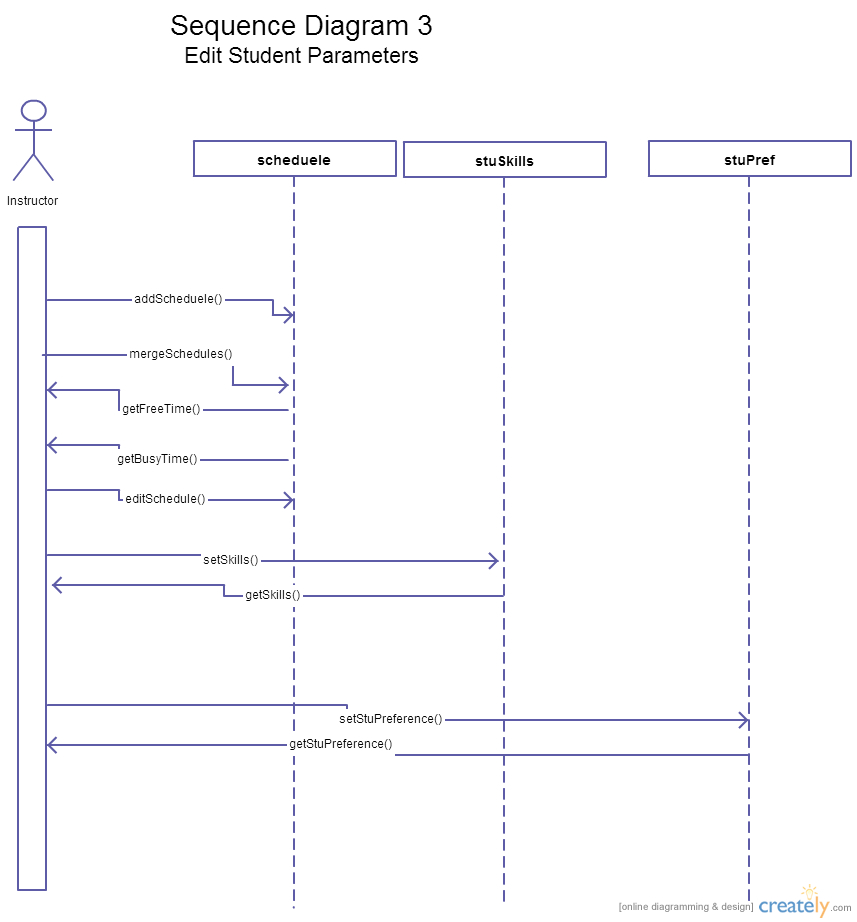 Sequence Diagram 3
Edit Student Parameters
scheduele
stuSkills
stuPref
Instructor
addScheduele()
mergeSchedules()
getFreeTime()
getBusyTime()
editSchedule()
setSkills()
getSkills()
setStuPreference()
getStuPreference()
[online diagramming & design] creately.com